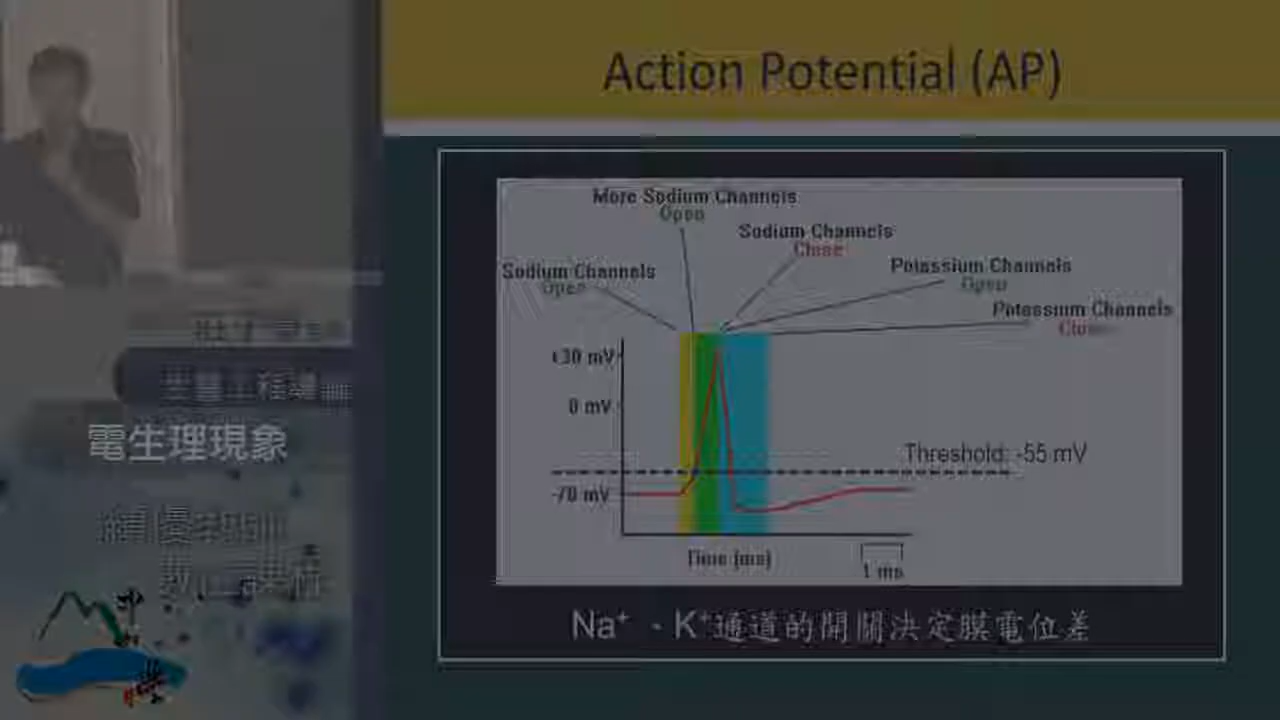 Action Potential (AP)
More Sodium Channels
Open
Sodium Channels
Close
Sodium Channels
Open
Potassium Channels
Open
Potassium Channels
Close
+30 mV
0 mV
Threshold: -55 mV
-70 mV
Time (ms)
1 ms
Na⁺、K⁺通道的開關決定膜電位差
電生理現象